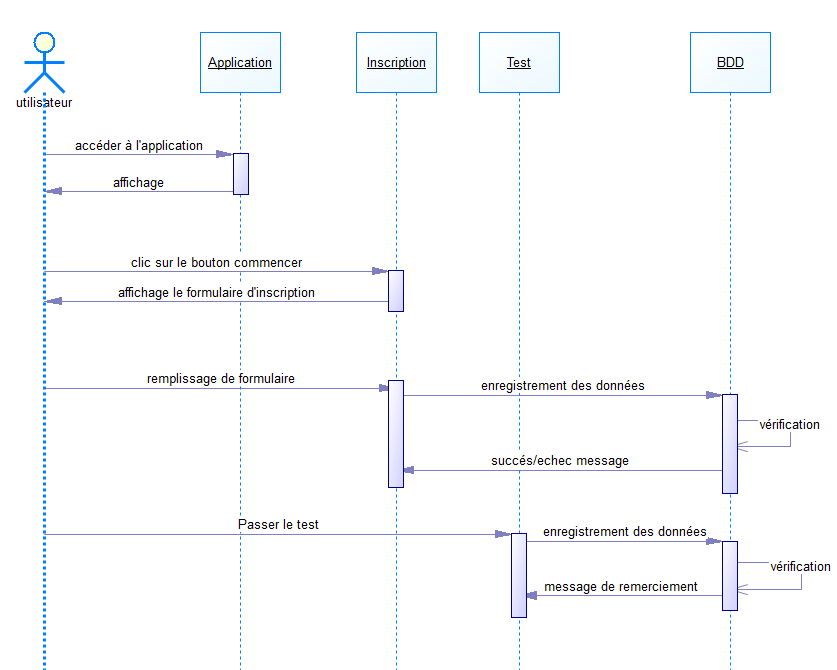 utilisateur
Application
Inscription
Test
BDD
accéder à l'application
affichage
clic sur le bouton commencer
affichage le formulaire d'inscription
remplissage de formulaire
enregistrement des données
vérification
succés/echec message
Passer le test
enregistrement des données
vérification
message de remerciement